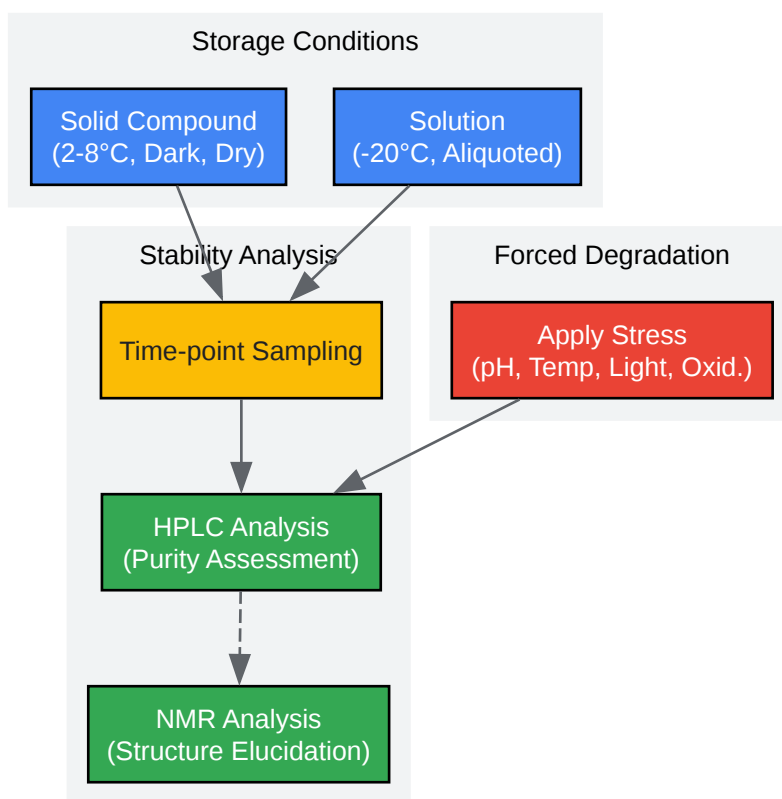 Storage Conditions
Solid Compound
(2-8°C, Dark, Dry)
Solution
(-20°C, Aliquoted)
Stability Analysis
Forced Degradation
Time-point Sampling
Apply Stress
(pH, Temp, Light, Oxid.)
HPLC Analysis
(Purity Assessment)
NMR Analysis
(Structure Elucidation)